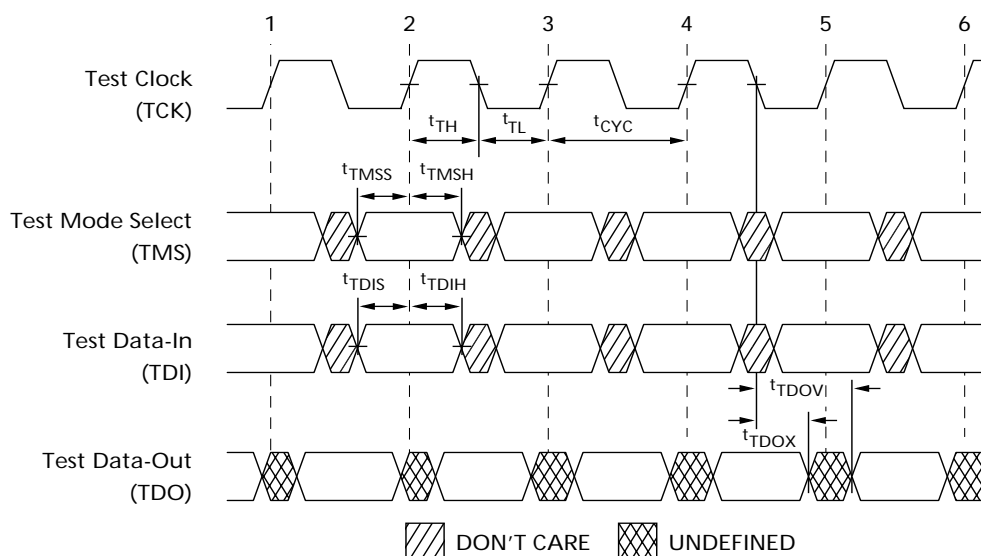 1 2 3 4 5 6
Test Clock
(TCK)
tTH tTL tCYC
tTMSS tTMSH
Test Mode Select
(TMS)
tTDIS tTDIH
Test Data-In
(TDI)
tTDOV
tTDOX
Test Data-Out
(TDO)
DON'T CARE UNDEFINED